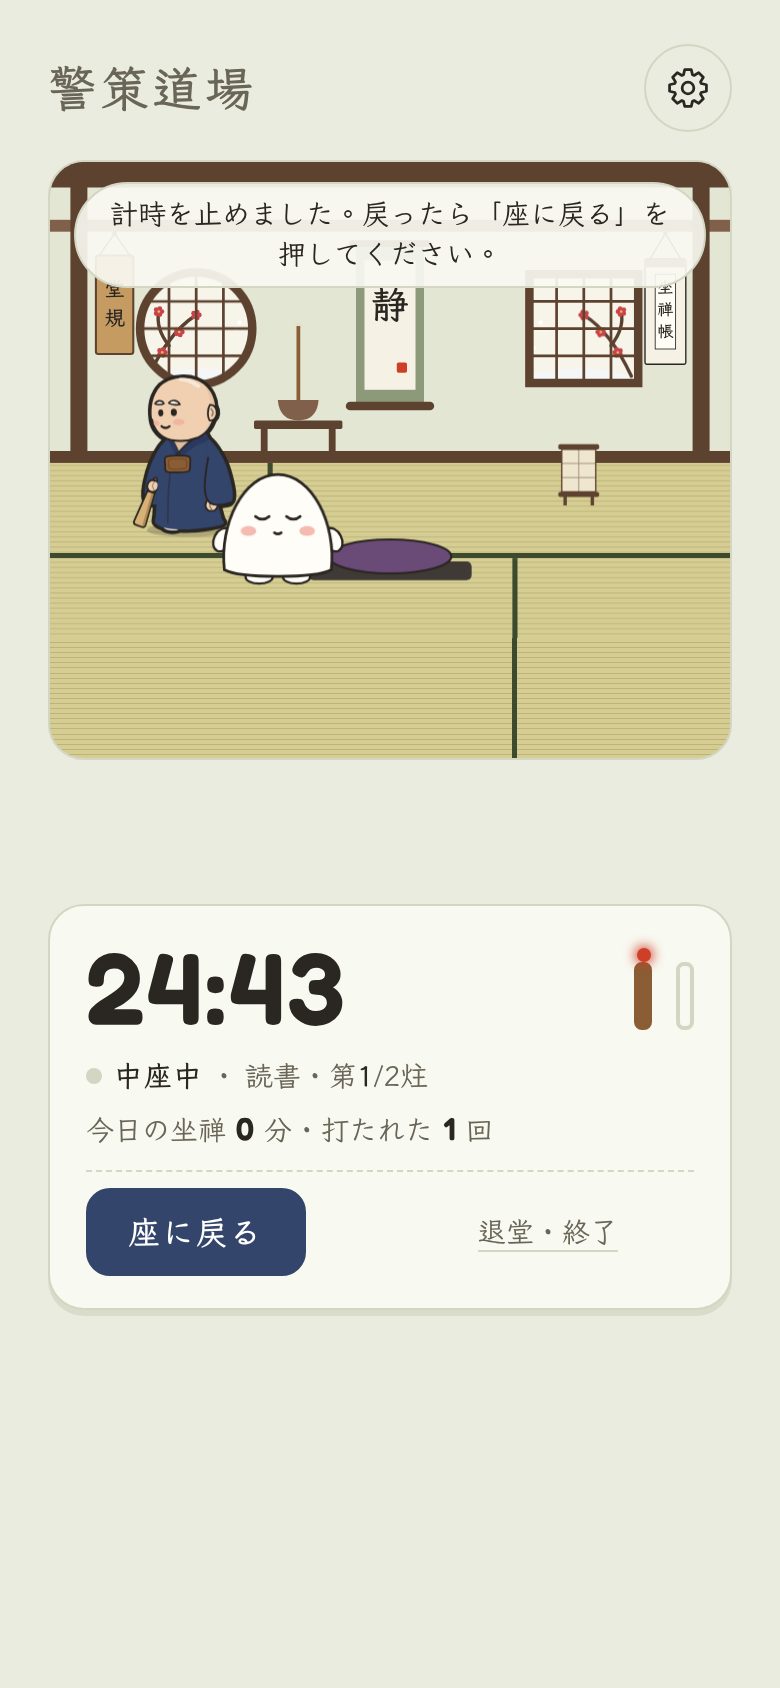 警策道場
計時を止めました。戻ったら「座に戻る」を
押してください。
堂規
静
坐禅帳
24:43
中座中 ・ 読書・第1/2炷
今日の坐禅 0 分・打たれた 1 回
座に戻る
退堂・終了